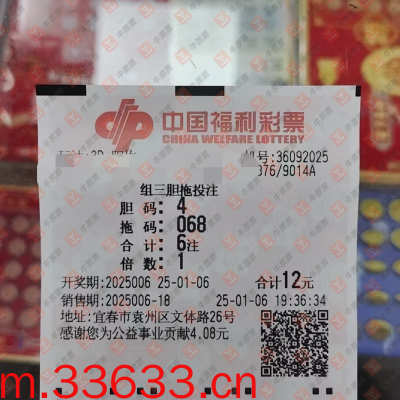 中国福利彩票
CHINA WELFARE LOTTERY
机号:36092025
376/9014A
组三胆拖投注
胆 码: 4
拖 码: 068
合 计: 6注
倍 数: 1
开奖期:2025006 25-01-06 合计12元
销售期:2025006-18 25-01-06 19:36:34
地址:宜春市袁州区文体路26号
感谢您为公益事业贡献4.08元
m.33633.cn